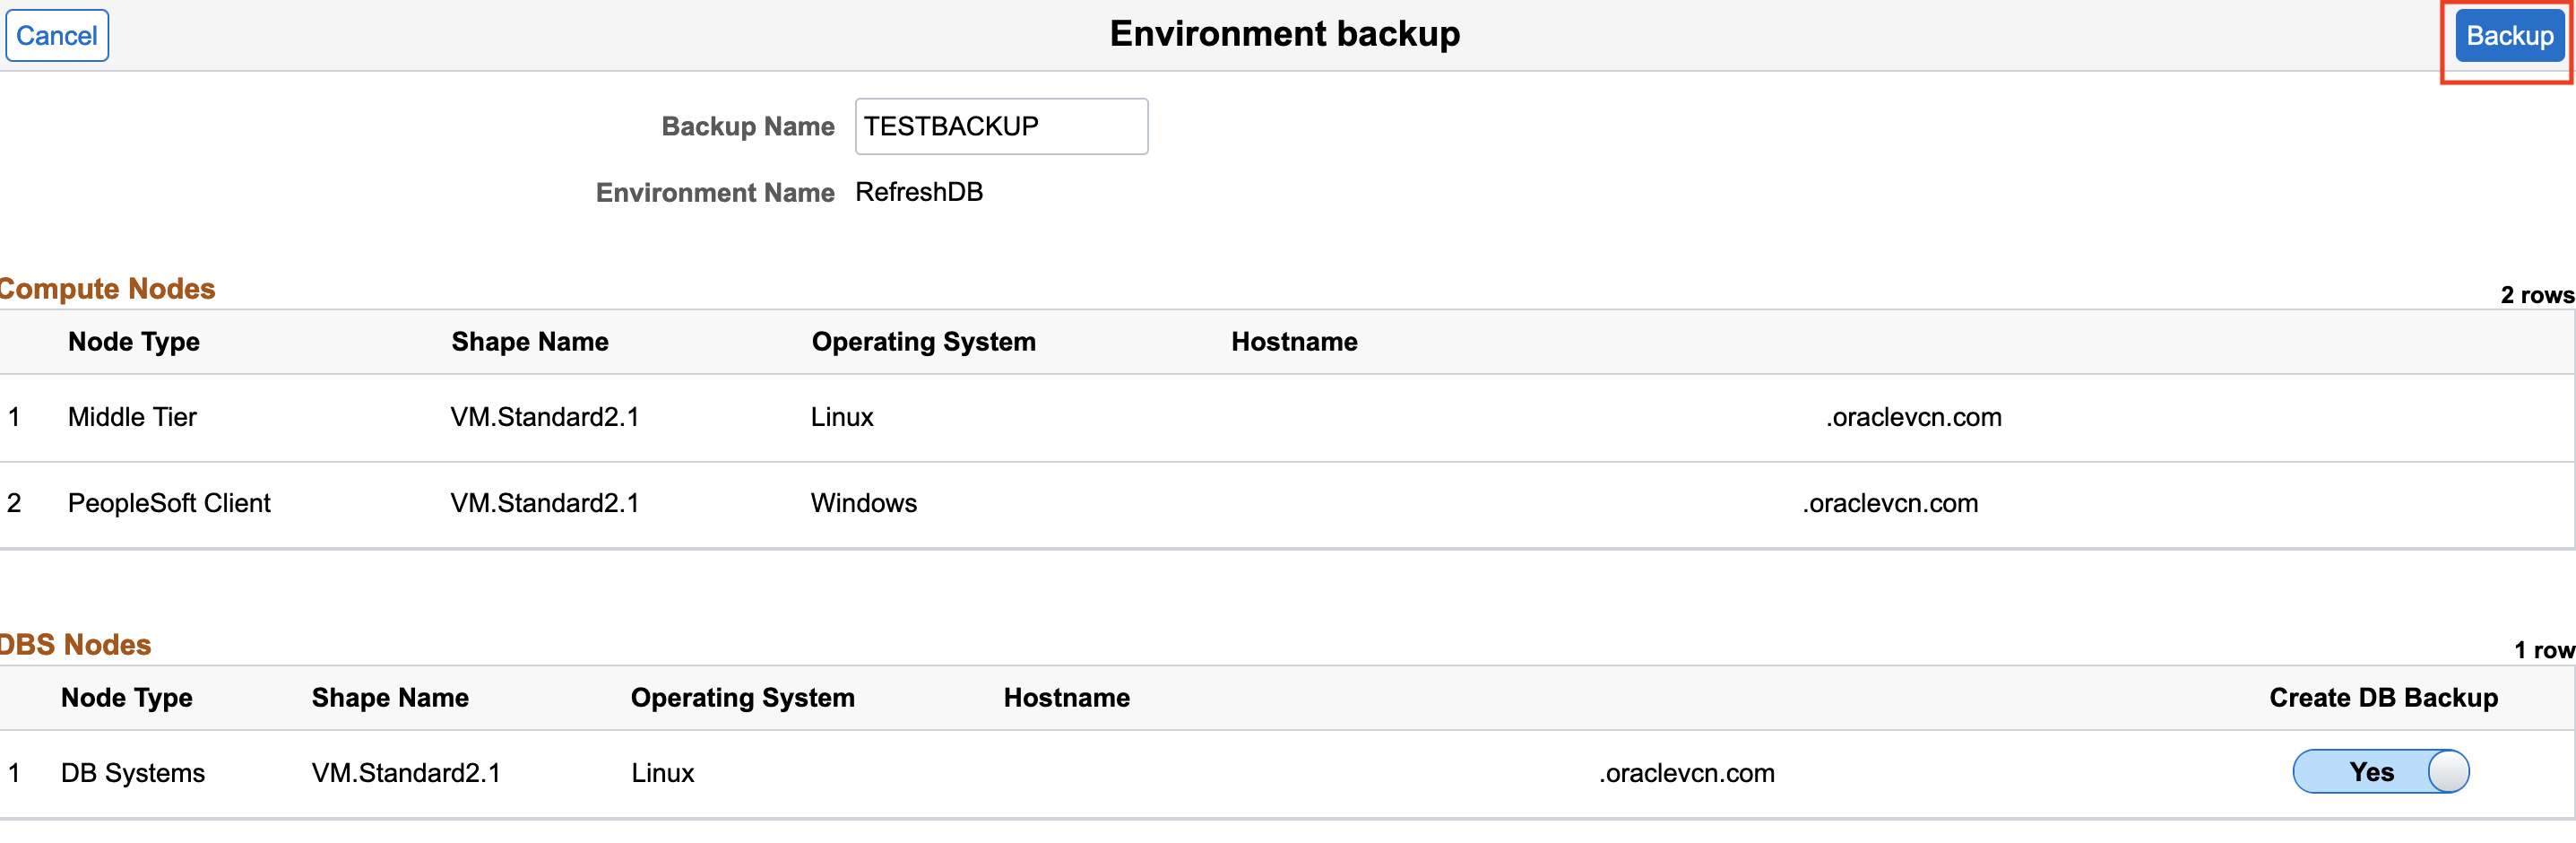 Cancel Environment backup Backup
Backup Name TESTBACKUP
Environment Name RefreshDB
Compute Nodes 2 rows
Node Type Shape Name Operating System Hostname
1 Middle Tier VM.Standard2.1 Linux .oraclevcn.com
2 PeopleSoft Client VM.Standard2.1 Windows .oraclevcn.com
DBS Nodes 1 row
Node Type Shape Name Operating System Hostname Create DB Backup
1 DB Systems VM.Standard2.1 Linux .oraclevcn.com Yes